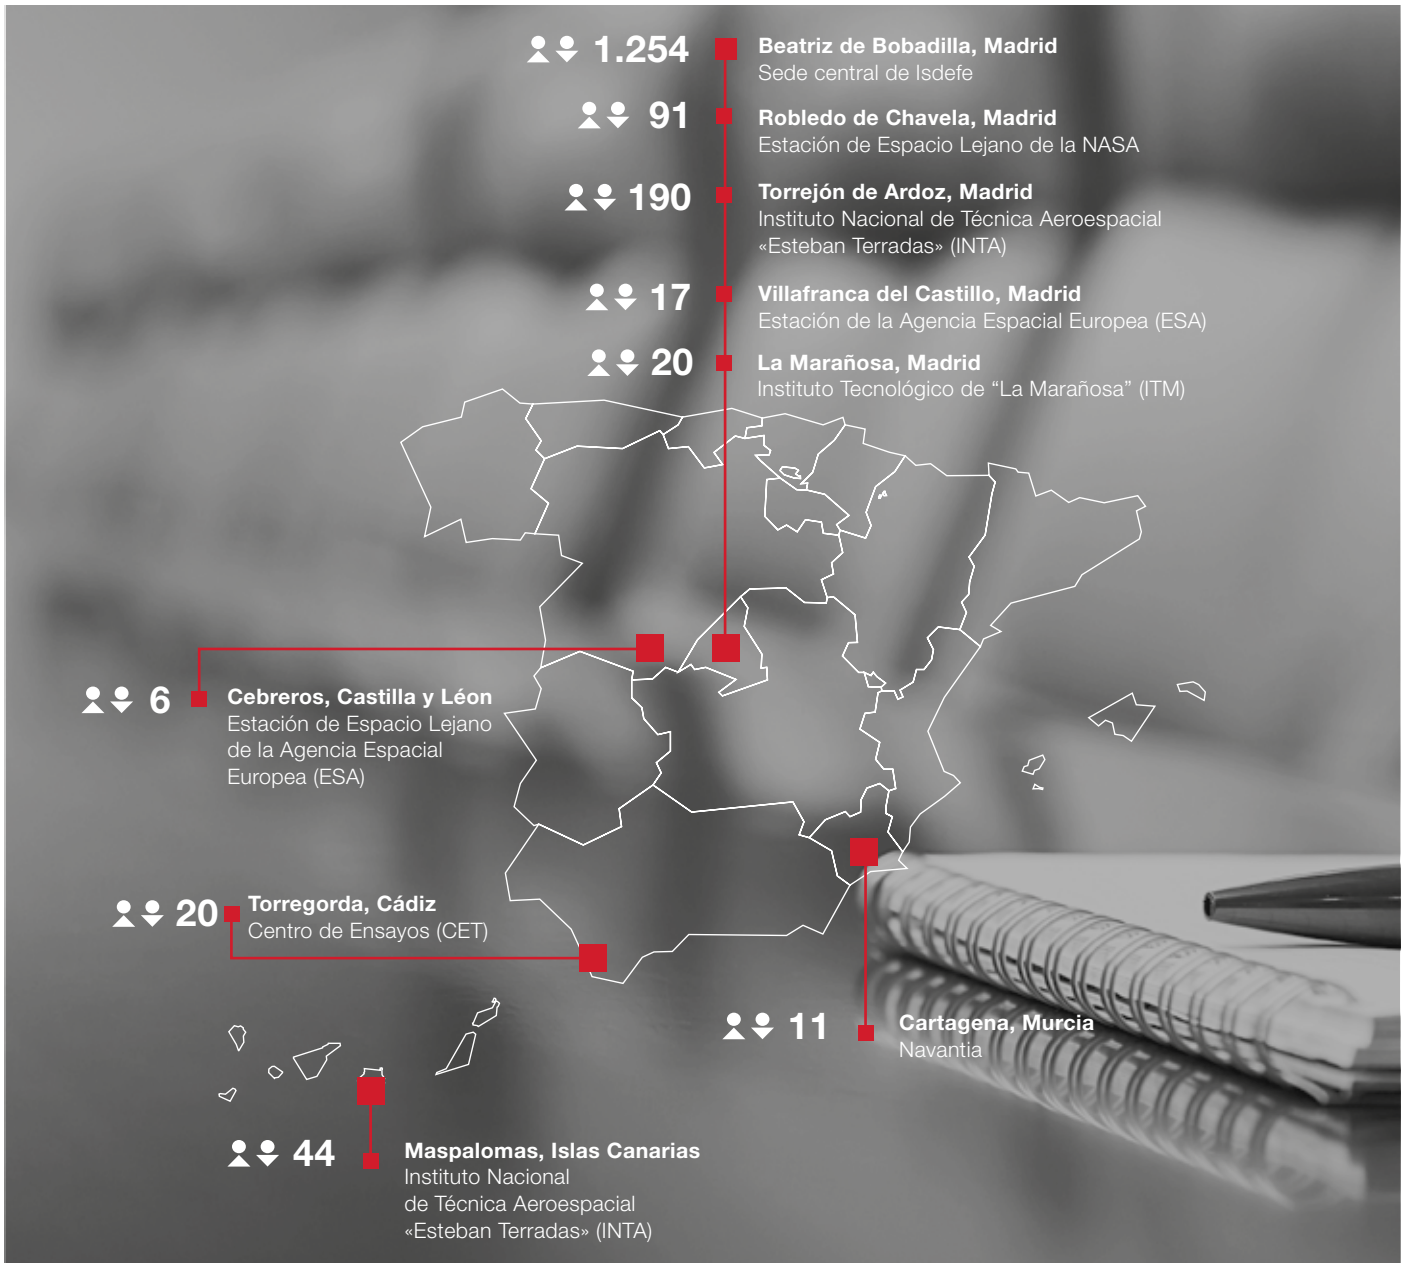 1.254
Beatriz de Bobadilla, Madrid
Sede central de Isdefe
91
Robledo de Chavela, Madrid
Estación de Espacio Lejano de la NASA
190
Torrejón de Ardoz, Madrid
Instituto Nacional de Técnica Aeroespacial
«Esteban Terradas» (INTA)
17
Villafranca del Castillo, Madrid
Estación de la Agencia Espacial Europea (ESA)
20
La Marañosa, Madrid
Instituto Tecnológico de “La Marañosa” (ITM)
6
Cebreros, Castilla y Léon
Estación de Espacio Lejano
de la Agencia Espacial
Europea (ESA)
20
Torregorda, Cádiz
Centro de Ensayos (CET)
11
Cartagena, Murcia
Navantia
44
Maspalomas, Islas Canarias
Instituto Nacional
de Técnica Aeroespacial
«Esteban Terradas» (INTA)